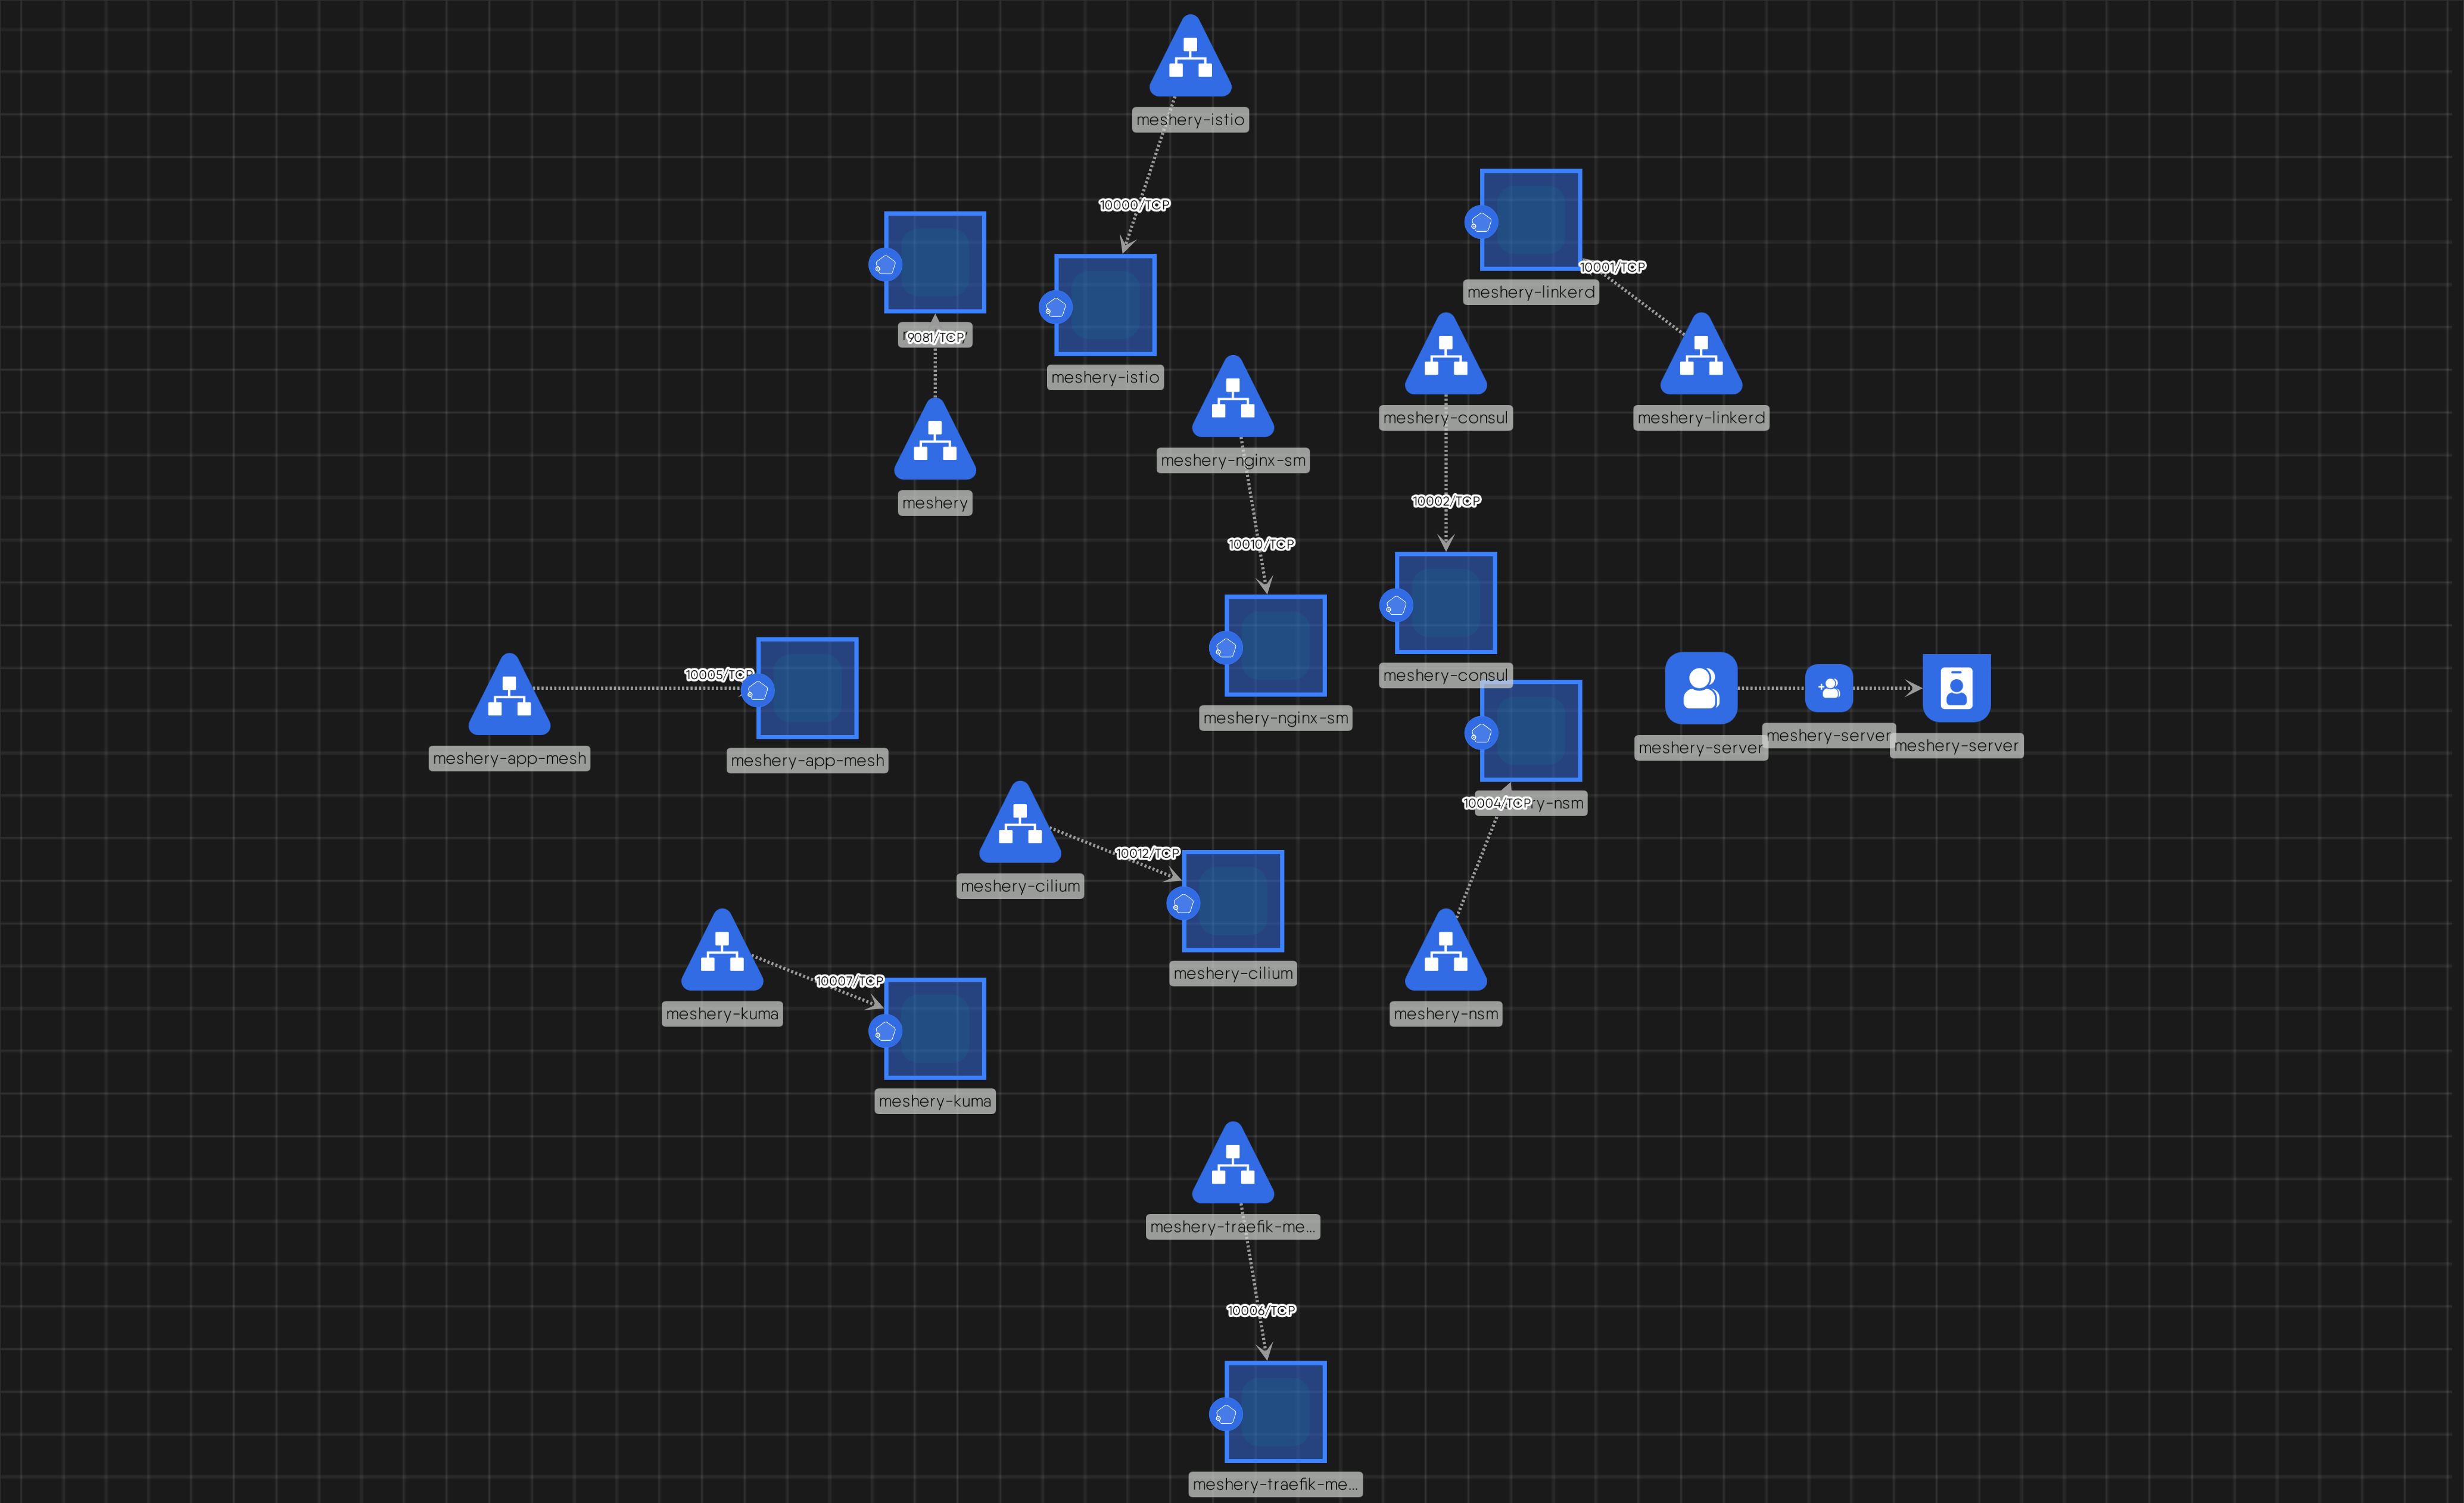 meshery-istio
10000/TCP
meshery-istio
9081/TCP
meshery
meshery-linkerd
10001/TCP
meshery-linkerd
meshery-consul
10002/TCP
meshery-consul
meshery-nginx-sm
10010/TCP
meshery-nginx-sm
meshery-app-mesh
10005/TCP
meshery-app-mesh
meshery-server
meshery-server
meshery-server
10004/TCP
ry-nsm
meshery-nsm
meshery-cilium
10012/TCP
meshery-cilium
meshery-kuma
10007/TCP
meshery-kuma
meshery-traefik-me...
10006/TCP
meshery-traefik-me...